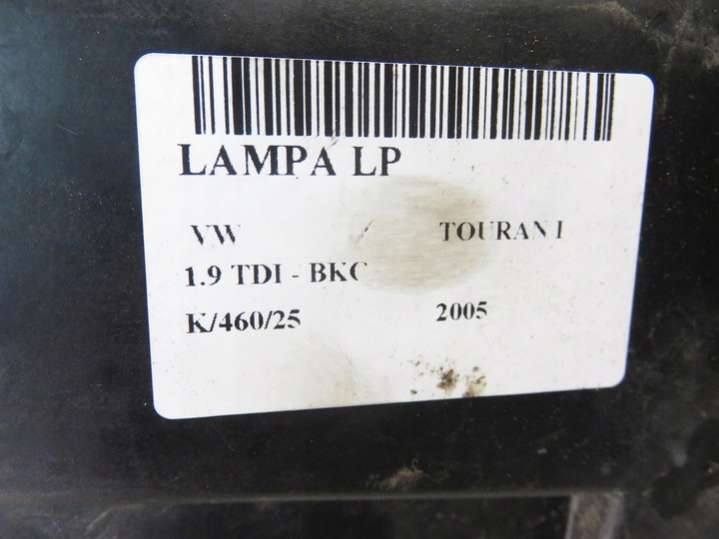 LAMPA LP
VW TOURAN I
1.9 TDI - BKC
K/460/25 2005